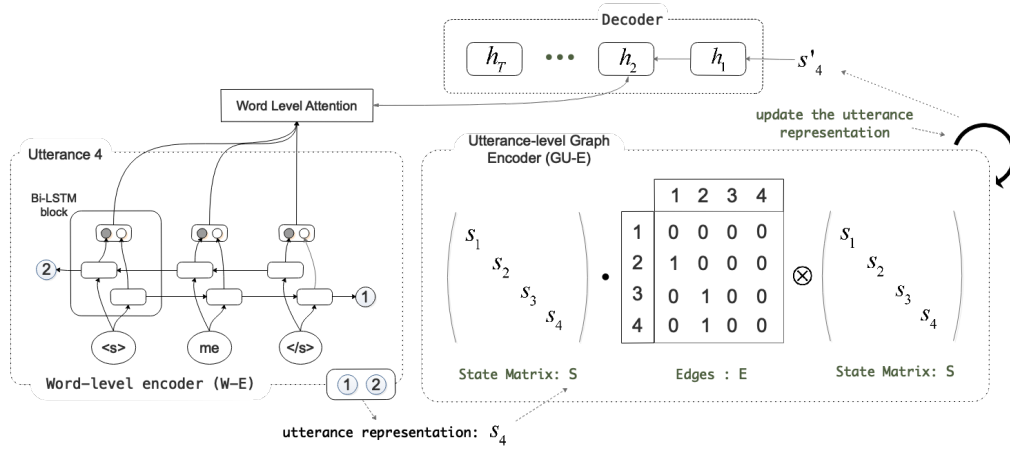 Decoder
h_T ••• h_2 h_1 s'_4
Word Level Attention
update the utterance
representation
Utterance 4
Utterance-level Graph
Encoder (GU-E)
Bi-LSTM
block
2
1
<s> me </s>
Word-level encoder (W-E)
1 2
utterance representation: s_4
s_1
s_2
s_3
s_4
•
1 2 3 4
1 0 0 0 0
2 1 0 0 0
3 0 1 0 0
4 0 1 0 0
⊗
s_1
s_2
s_3
s_4
State Matrix: S
Edges : E
State Matrix: S